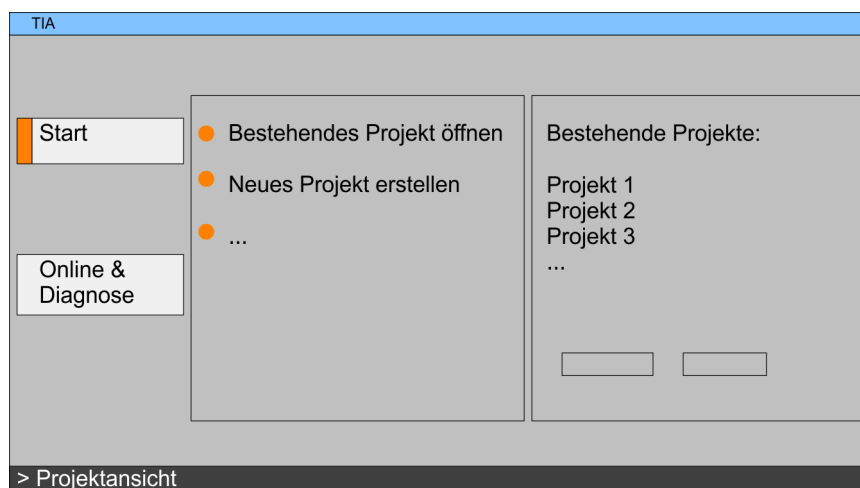 TIA
Start
Online &
Diagnose
Bestehendes Projekt öffnen
Neues Projekt erstellen
...
Bestehende Projekte:
Projekt 1
Projekt 2
Projekt 3
...
> Projektansicht